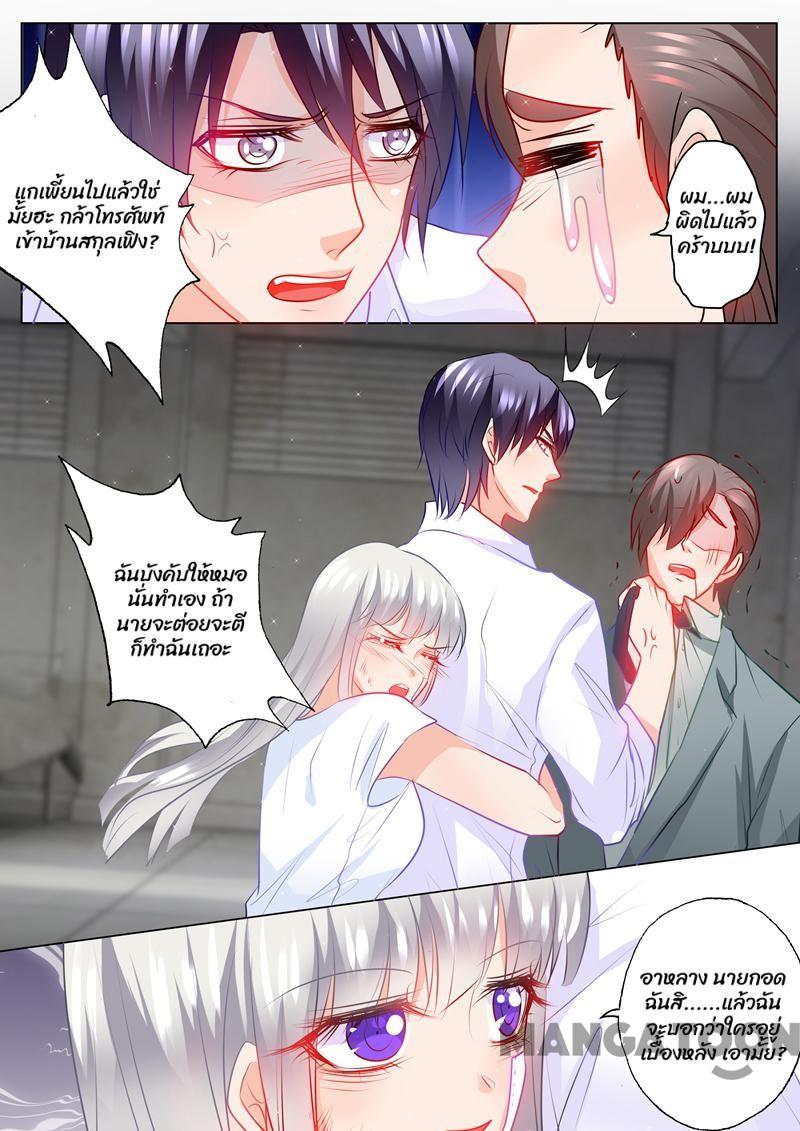 แกเพี้ยนไปแล้วใช่
มั้ยฮะ กล้าโทรศัพท์
เข้าบ้านสกุลเฟิง?
ผม...ผม
ผิดไปแล้ว
คร้าบบบ!
ฉันบังคับให้หมอ
นั่นทำเอง ถ้า
นายจะต่อยจะตี
ก็ทำฉันเถอะ
อาหลาง นายกอด
ฉันสิ......แล้วฉัน
จะบอกว่าใครอยู่
เบื้องหลัง เอามั้ย?
MANGATOON